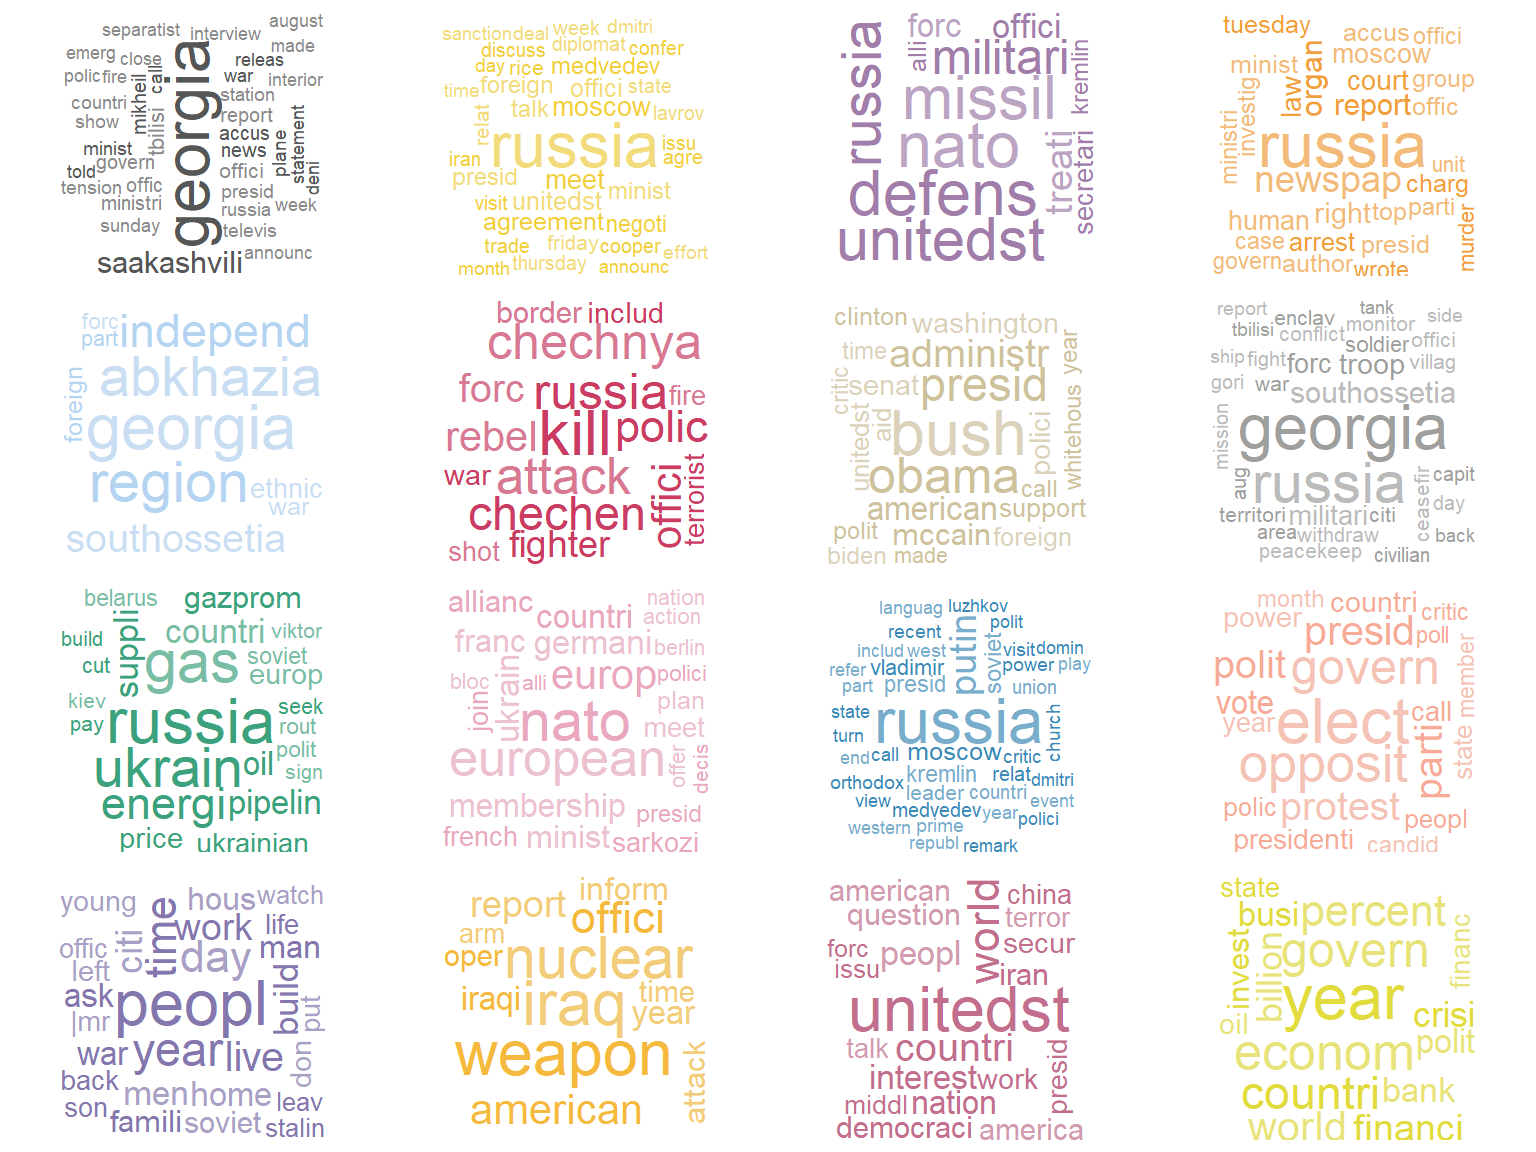 separatist august
interview
emerg close made
releas
polic fire mikheil call war interior
countri station
show tbilisi georgia report
accus plane statement
minist news
told govern offici deni
tension offic presid
ministri russia week
sunday televis
saakashvili announc
sanction deal week dmitri
discuss diplomat confer
day rice medvedev
time foreign offici state
talk moscow lavrov
relat russia issu
iran agre
presid meet minist
visit unitedst
agreement negoti
trade friday cooper effort
month thursday announc
forc offici
russia alli militari kremlin
missil
nato treati secretari
defens
unitedst
tuesday accus offici
minist law organ moscow
court group
investig report offic
ministri russia unit
newspap charg
human right top parti
case arrest presid murder
govern author wrote
forc independ
part
foreign abkhazia
georgia
region ethnic
war
southossetia
border includ
chechnya
forc russia fire
rebel kill polic
war attack offici terrorist
chechen
shot fighter
clinton washington
time administr year
critic senat presid
unitedst aid bush polici whitehous
obama call
american support
polit mccain foreign
biden made
report tank side
tbilisi enclav monitor
conflict soldier offici
ship fight forc troop villag
gori war southossetia
mission georgia
aug russia ceasefir capit
day
territori militari citi
area withdraw back
peacekeep civilian
belarus gazprom
build suppli countri viktor
cut gas soviet
europ
kiev russia seek
pay rout
ukrain oil polit
sign
energi pipelin
price ukrainian
allianc countri nation
action
franc germani berlin
bloc ukrain alli europ polici
join nato plan
meet
european offer decis
membership presid
french minist sarkozi
languag luzhkov
recent putin polit
includ west soviet visit domin
refer vladimir power play
part presid union
state russia church
turn
end call moscow critic
orthodox kremlin relat dmitri
leader countri
view medvedev year event
western prime polici
republ remark
month countri critic
power presid poll
polit govern member
vote elect call
year state
opposit parti
polic protest peopl
presidenti candid
young hous watch
time work life
offic citi day man
left
ask peopl build put
|mr
war year live don
back
men home leav
son famili soviet stalin
report inform
arm offici
oper nuclear
iraqi iraq time
year
weapon attack
american
american world china
question terror
forc peopl secur
issu iran
unitedst
talk countri presid
interest work
middl nation
democraci america
state
busi percent
invest billion govern financ
year
oil crisi
econom polit
countri bank
world financi